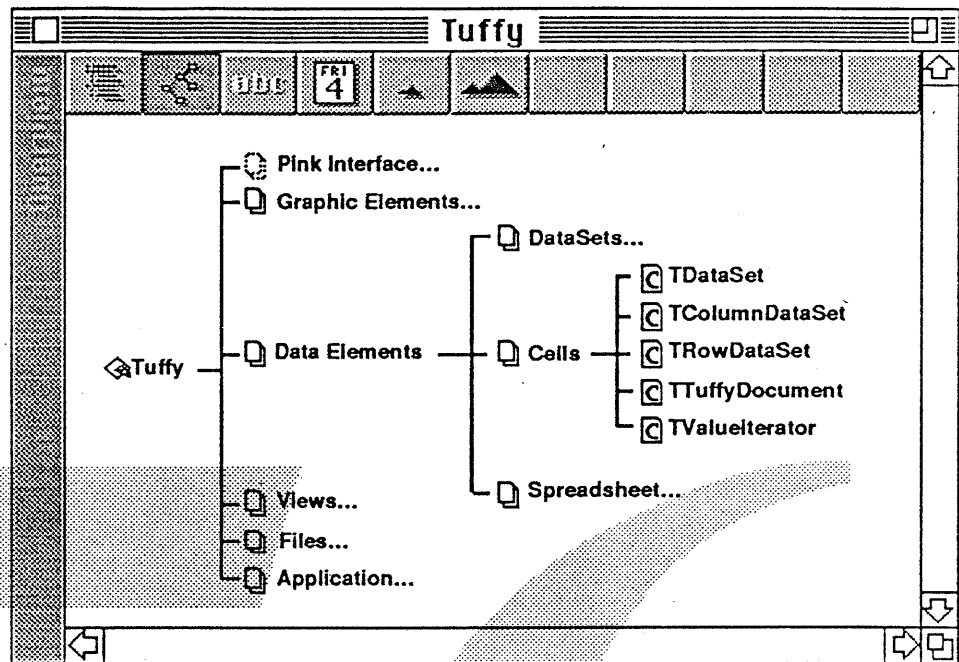 Tuffy
abc
FRI
4
Pink Interface...
Graphic Elements...
DataSets...
TDataSet
TColumnDataSet
Tuffy
Data Elements
Cells
TRowDataSet
TTuffyDocument
TValueIterator
Spreadsheet...
Views...
Files...
Application...